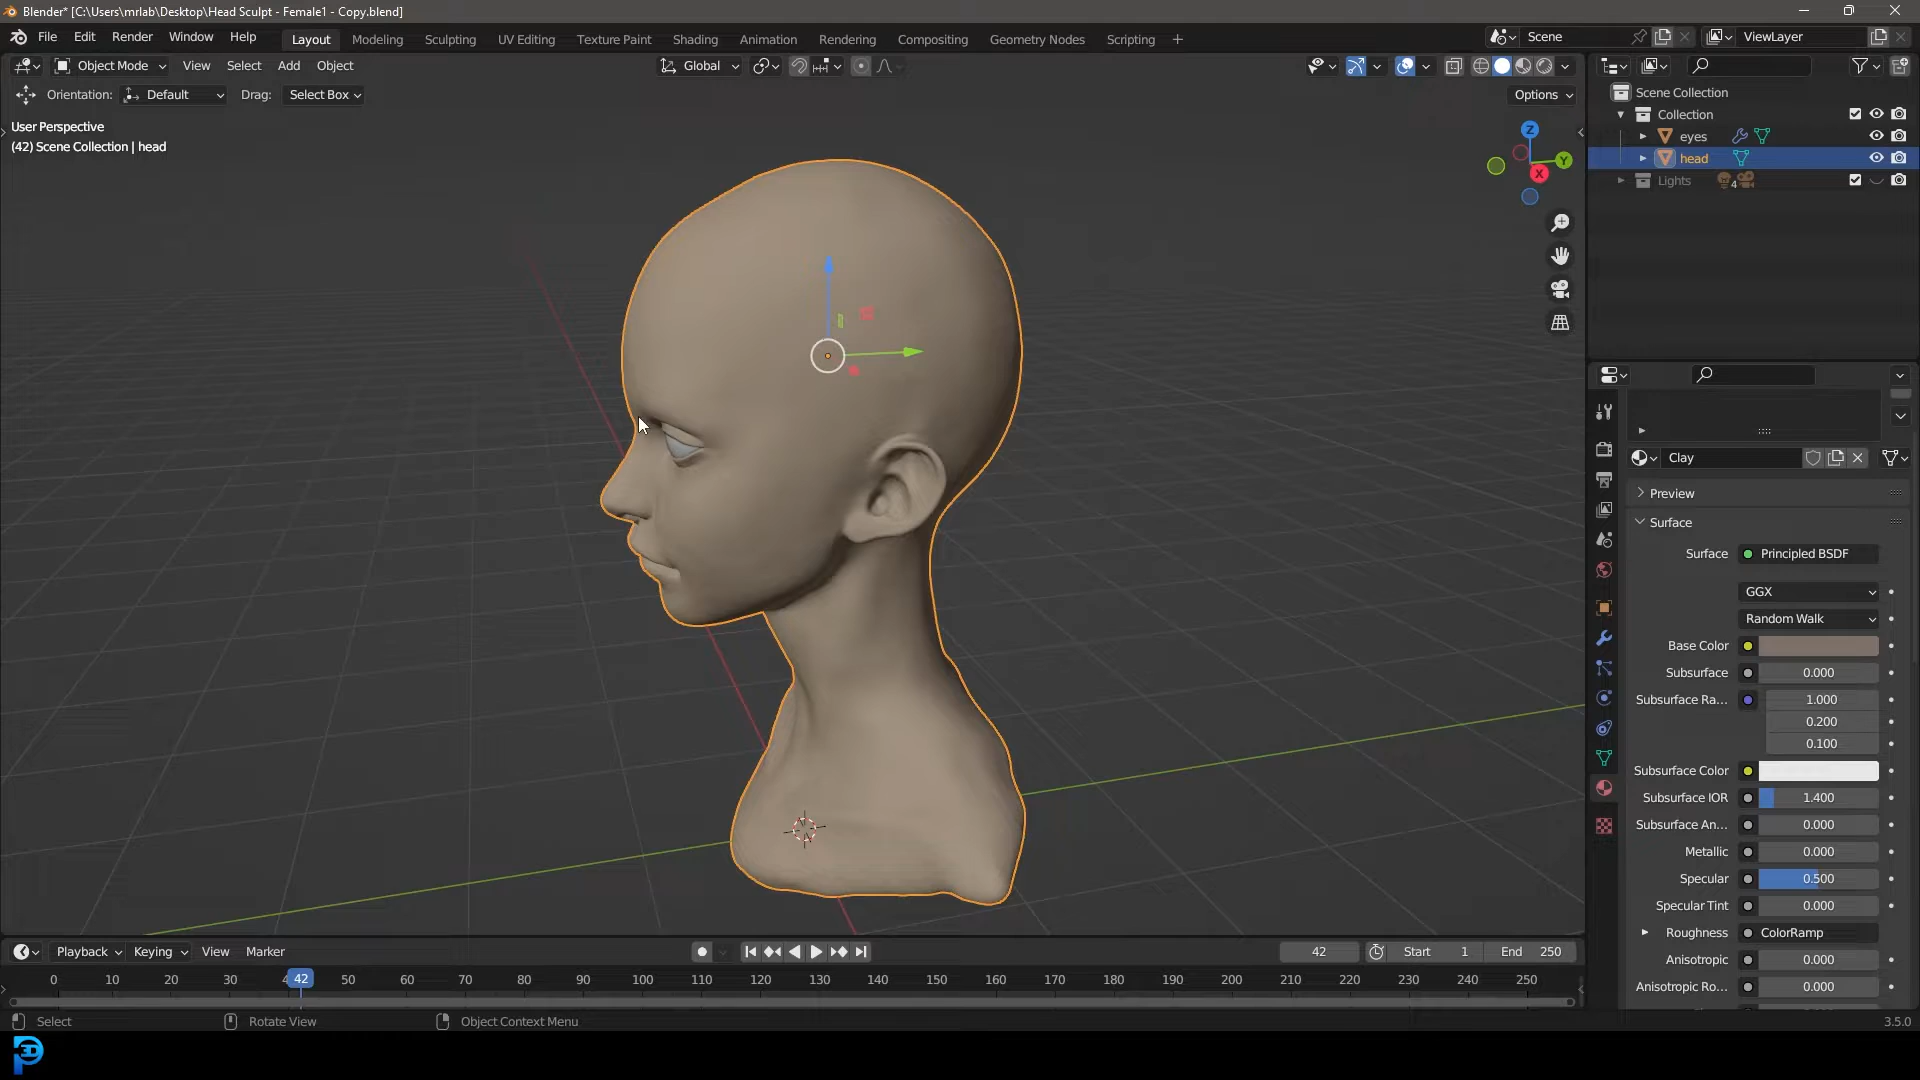 Blender* [C:\Users\mrlab\Desktop\Head Sculpt - Female1 - Copy.blend]
File Edit Render Window Help Layout Modeling Sculpting UV Editing Texture Paint Shading Animation Rendering Compositing Geometry Nodes Scripting + Scene ViewLayer
Object Mode View Select Add Object Global
Orientation: Default Drag: Select Box Options
User Perspective
(42) Scene Collection | head
Z
Y
X
Scene Collection
Collection
eyes
head
Lights 4
Clay
Preview
Surface
Surface Principled BSDF
GGX
Random Walk
Base Color
Subsurface 0.000
Subsurface Ra... 1.000
0.200
0.100
Subsurface Color
Subsurface IOR 1.400
Subsurface An... 0.000
Metallic 0.000
Specular 0.500
Specular Tint 0.000
Roughness ColorRamp
Anisotropic 0.000
Anisotropic Ro... 0.000
Playback Keying View Marker 42 Start 1 End 250
0 10 20 30 42 50 60 70 80 90 100 110 120 130 140 150 160 170 180 190 200 210 220 230 240 250
Select Rotate View Object Context Menu 3.5.0